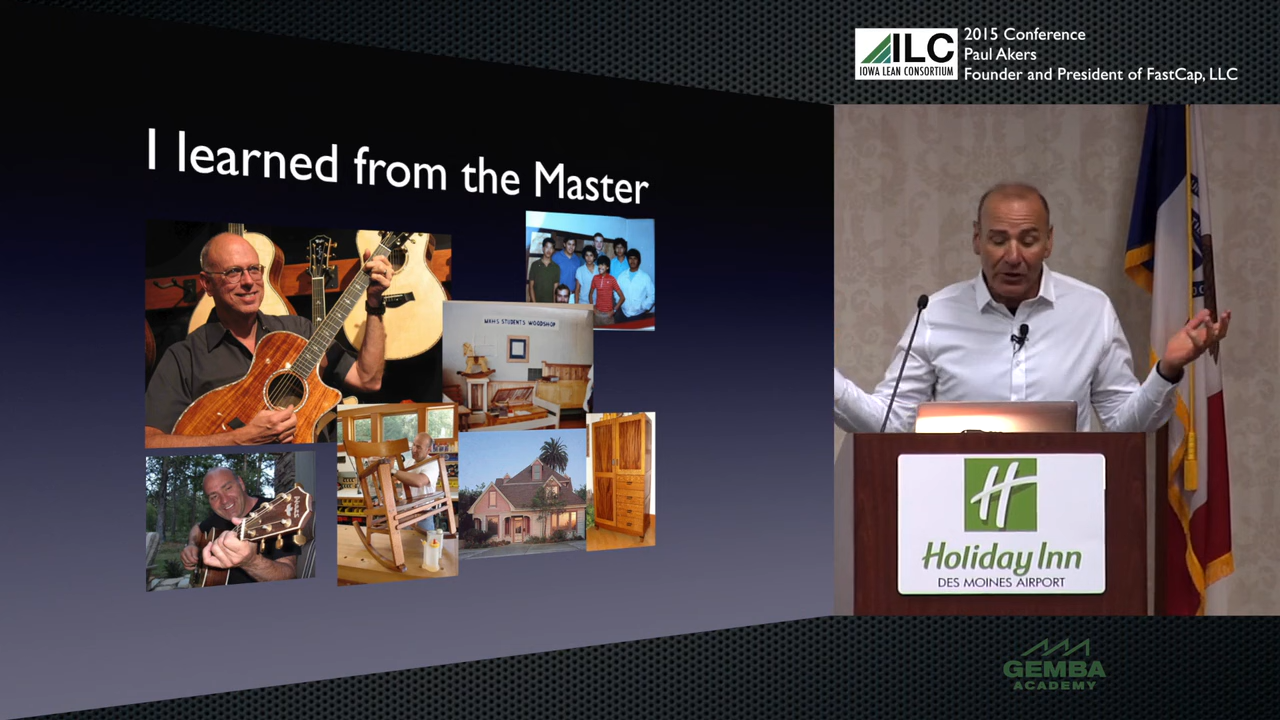 I learned from the Master
MVHS STUDENTS WOODSHOP
ILC
IOWA LEAN CONSORTIUM
2015 Conference
Paul Akers
Founder and President of FastCap, LLC
H
Holiday Inn
DES MOINES AIRPORT
GEMBA
ACADEMY